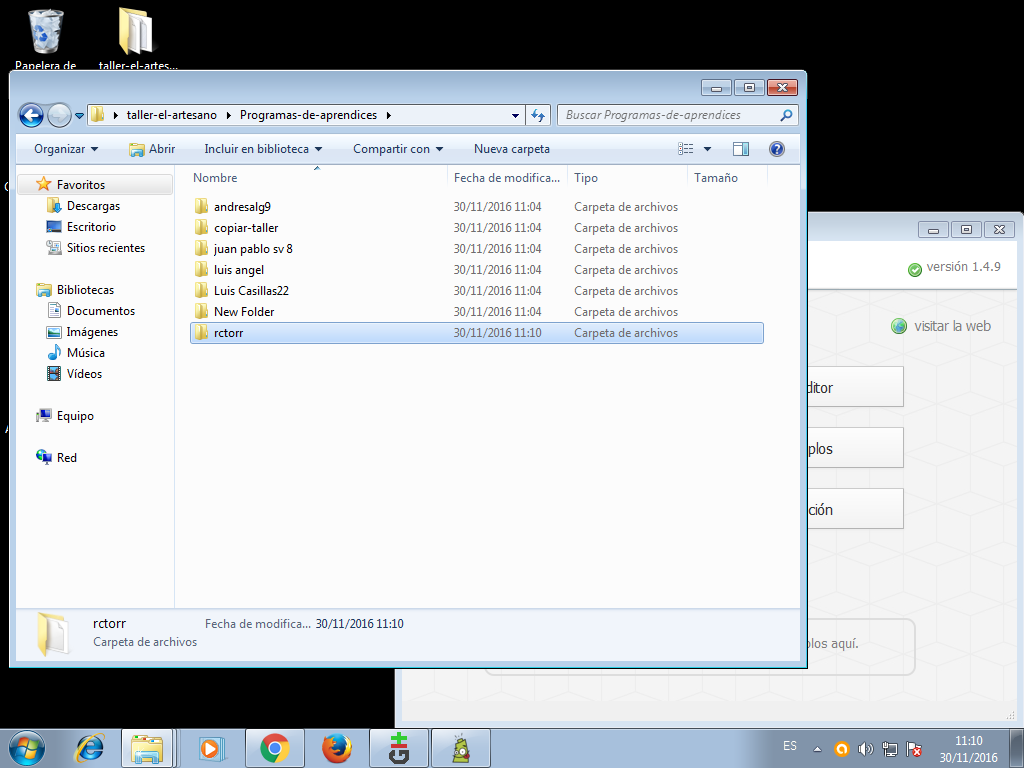 Papelera de
taller-el-artes...
taller-el-artesano Programas-de-aprendices
Buscar Programas-de-aprendices
Organizar Abrir Incluir en biblioteca Compartir con Nueva carpeta
Favoritos
Descargas
Escritorio
Sitios recientes
Bibliotecas
Documentos
Imágenes
Música
Vídeos
Equipo
Red
Nombre Fecha de modifica... Tipo Tamaño
andresalg9 30/11/2016 11:04 Carpeta de archivos
copiar-taller 30/11/2016 11:04 Carpeta de archivos
juan pablo sv 8 30/11/2016 11:04 Carpeta de archivos
luis angel 30/11/2016 11:04 Carpeta de archivos
Luis Casillas22 30/11/2016 11:04 Carpeta de archivos
New Folder 30/11/2016 11:04 Carpeta de archivos
rctorr 30/11/2016 11:10 Carpeta de archivos
rctorr Fecha de modifica... 30/11/2016 11:10
Carpeta de archivos
versión 1.4.9
visitar la web
ditor
plos
ción
olos aquí.
ES
11:10
30/11/2016